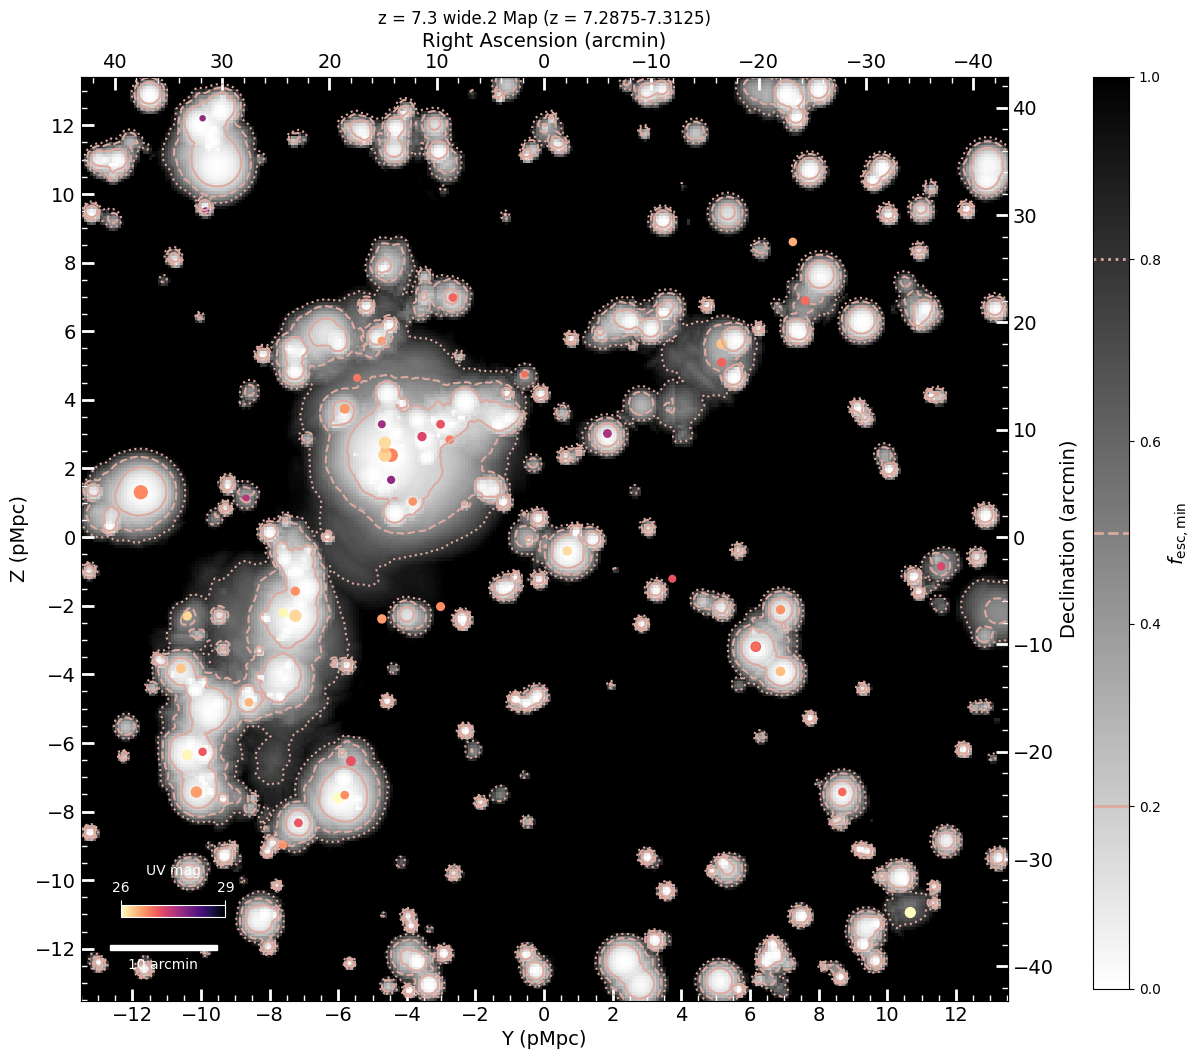 z = 7.3 wide.2 Map (z = 7.2875-7.3125)
Right Ascension (arcmin)
40 30 20 10 0 −10 −20 −30 −40
12
10
8
6
4
2
0
−2
−4
−6
−8
−10
−12
Z (pMpc)
−12 −10 −8 −6 −4 −2 0 2 4 6 8 10 12
Y (pMpc)
40
30
20
10
0
−10
−20
−30
−40
Declination (arcmin)
UV mag
26 29
10 arcmin
1.0
0.8
0.6
0.4
0.2
0.0
fesc, min